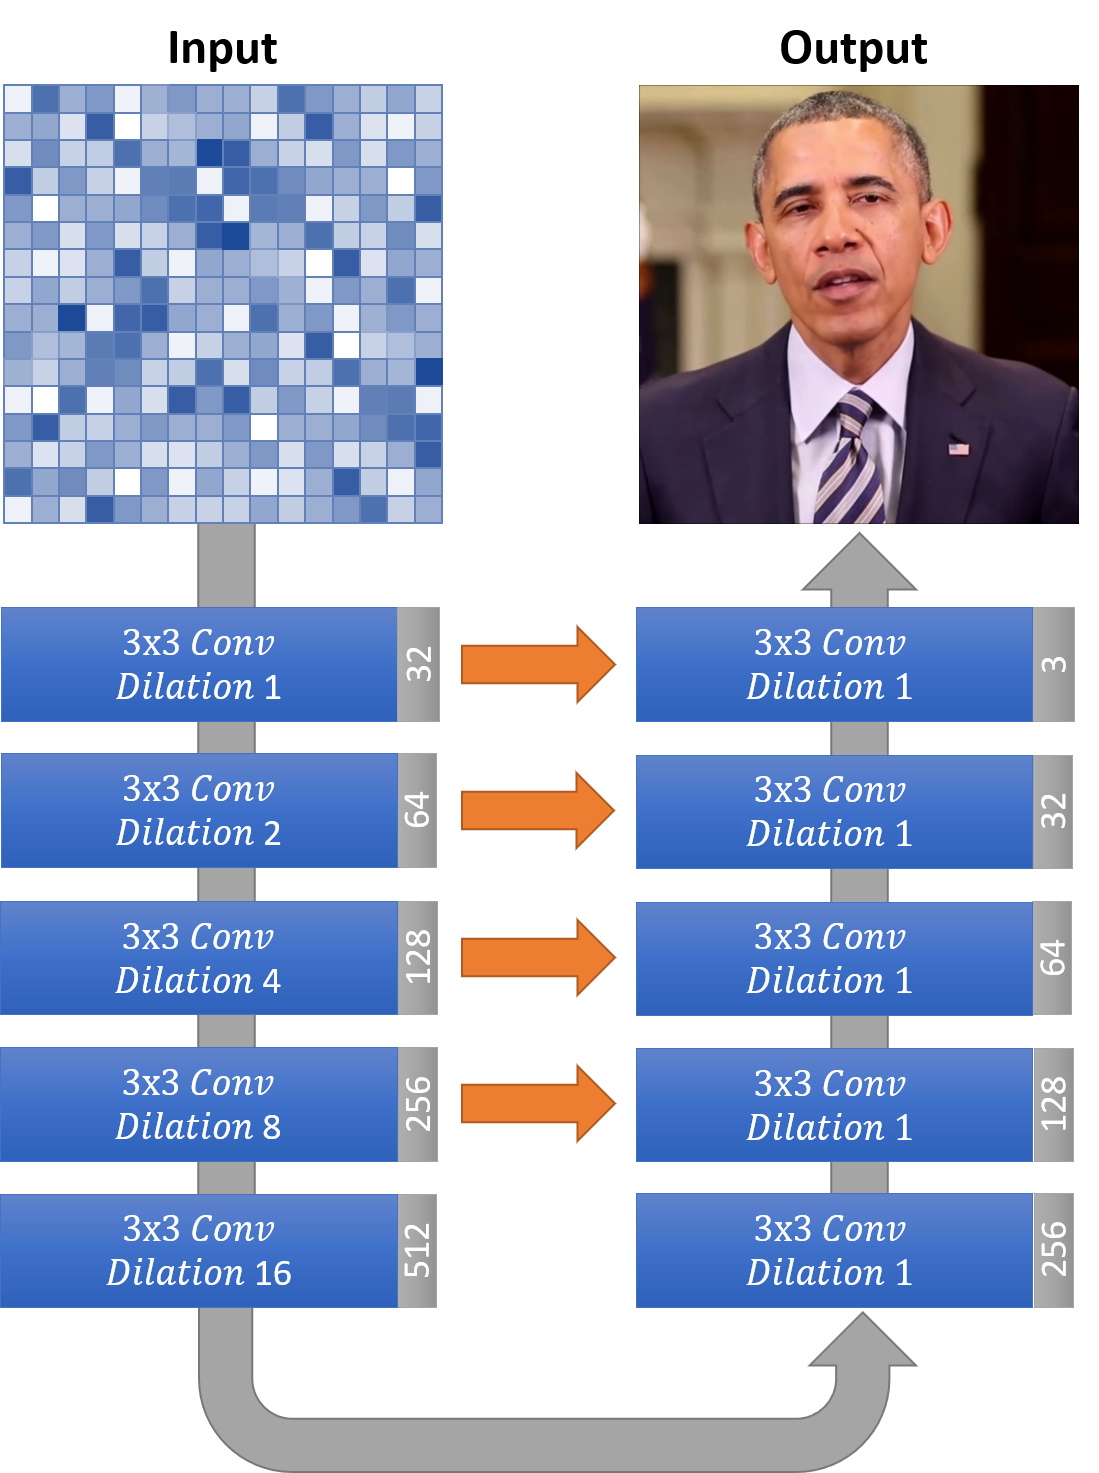 Input
Output
3x3 Conv
Dilation 1
32
3x3 Conv
Dilation 1
3
3x3 Conv
Dilation 2
64
3x3 Conv
Dilation 1
32
3x3 Conv
Dilation 4
128
3x3 Conv
Dilation 1
64
3x3 Conv
Dilation 8
256
3x3 Conv
Dilation 1
128
3x3 Conv
Dilation 16
512
3x3 Conv
Dilation 1
256